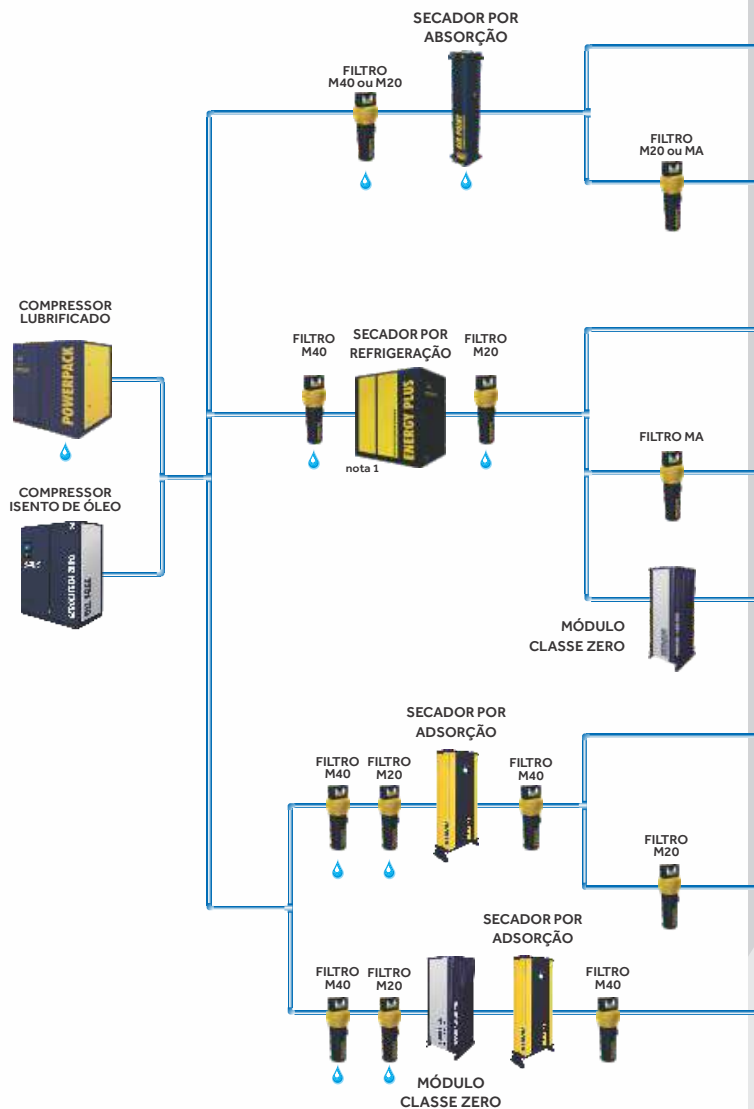 SECADOR POR
ABSORÇÃO
FILTRO
M40 ou M20
AIR POINT
FILTRO
M20 ou MA
COMPRESSOR
LUBRIFICADO
POWERPACK
FILTRO
M40
SECADOR POR
REFRIGERAÇÃO
ENERGY PLUS
nota 1
FILTRO
M20
FILTRO MA
COMPRESSOR
ISENTO DE ÓLEO
MÓDULO
CLASSE ZERO
SECADOR POR
ADSORÇÃO
FILTRO
M40
FILTRO
M20
FILTRO
M40
FILTRO
M20
SECADOR POR
ADSORÇÃO
FILTRO
M40
FILTRO
M20
FILTRO
M40
MÓDULO
CLASSE ZERO